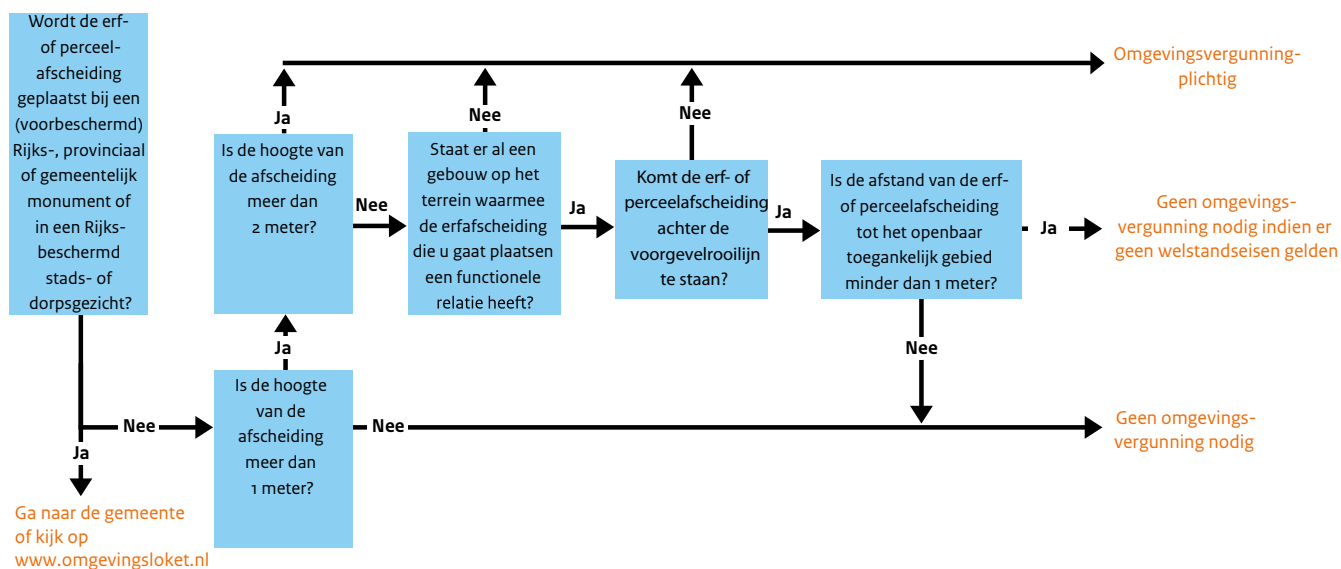 Wordt de erf-
of perceel-
afscheiding
geplaatst bij een
(voorbeschermd)
Rijks-, provinciaal
of gemeentelijk
monument of
in een Rijks-
beschermd
stads- of
dorpsgezicht?
Nee
Ja
Ga naar de gemeente
of kijk op
www.omgevingsloket.nl
Is de hoogte
van de
afscheiding
meer dan
1 meter?
Ja
Nee
Is de hoogte van
de afscheiding
meer dan
2 meter?
Ja
Nee
Staat er al een
gebouw op het
terrein waarmee
de erfafscheiding
die u gaat plaatsen
een functionele
relatie heeft?
Nee
Ja
Komt de erf- of
perceelafscheiding
achter de
voorgevelrooilijn
te staan?
Nee
Ja
Is de afstand van de erf-
of perceelafscheiding
tot het openbaar
toegankelijk gebied
minder dan 1 meter?
Ja
Nee
Omgevingsvergunning-
plichtig
Geen omgevings-
vergunning nodig indien er
geen welstandseisen gelden
Geen omgevings-
vergunning nodig